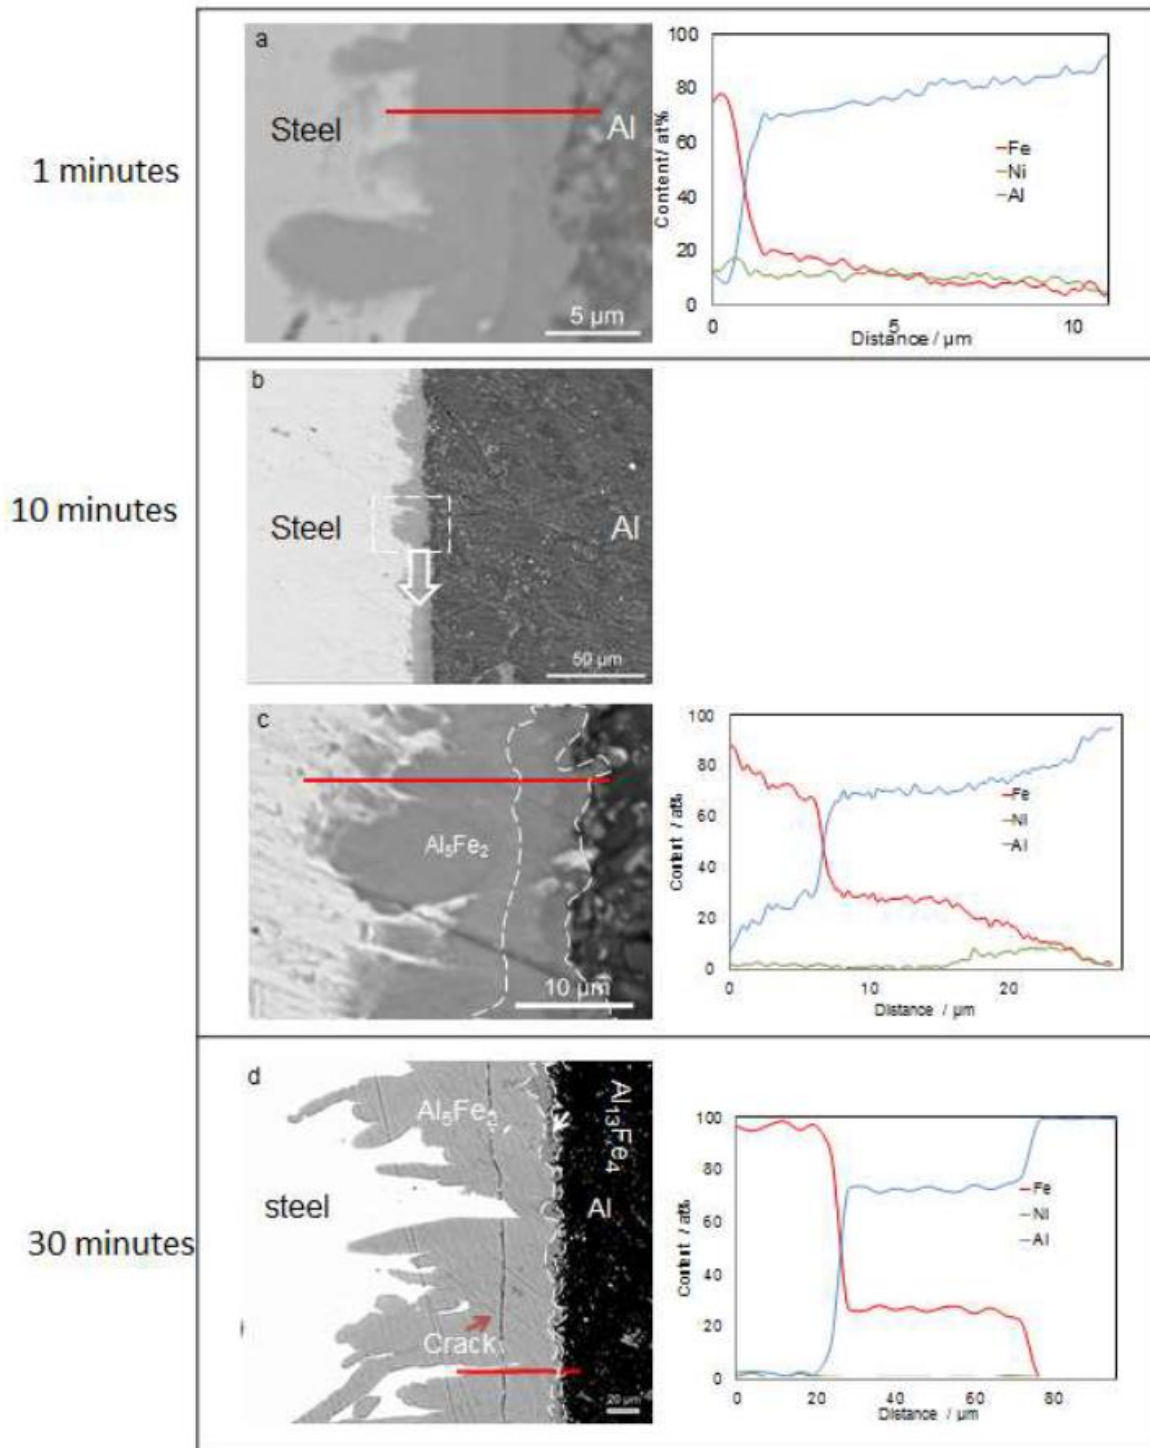 1 minutes
a
Steel
Al
5 µm
100
80
60
40
20
0
Content/ at%
Fe
Ni
Al
0
5
10
Distance / µm
10 minutes
b
Steel
Al
50 µm
c
Al₅Fe₂
10 µm
100
80
60
40
20
0
Content / at%
Fe
NI
Al
0
10
20
Distance / µm
30 minutes
d
Al₅Fe₂
Al₁₃Fe₄
steel
Al
Crack
20 µm
100
80
60
40
20
0
Content / at%
Fe
NI
Al
0
20
40
60
80
Distance / µm